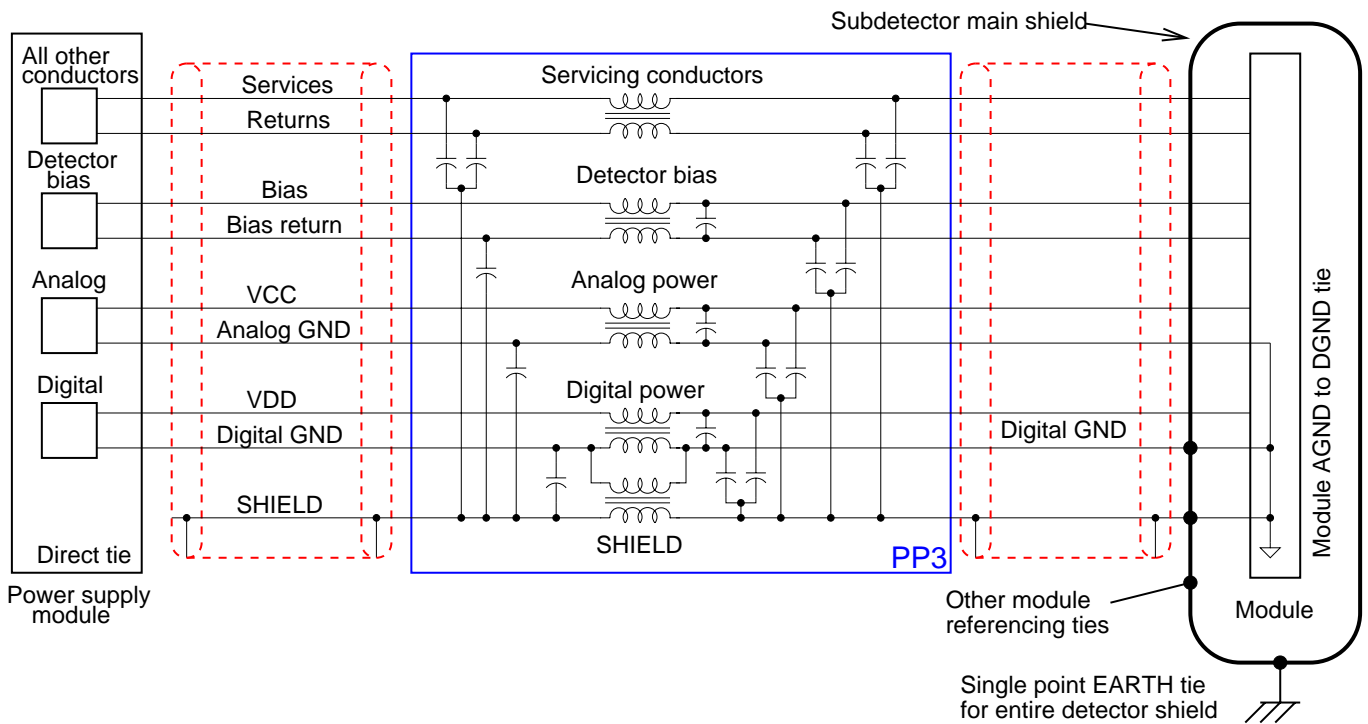 Subdetector main shield
All other
conductors
Services
Servicing conductors
Returns
Detector
bias
Bias
Detector bias
Bias return
Analog
VCC
Analog power
Analog GND
Digital
VDD
Digital power
Digital GND
Digital GND
SHIELD
SHIELD
Direct tie
PP3
Module AGND to DGND tie
Power supply
module
Other module
referencing ties
Module
Single point EARTH tie
for entire detector shield